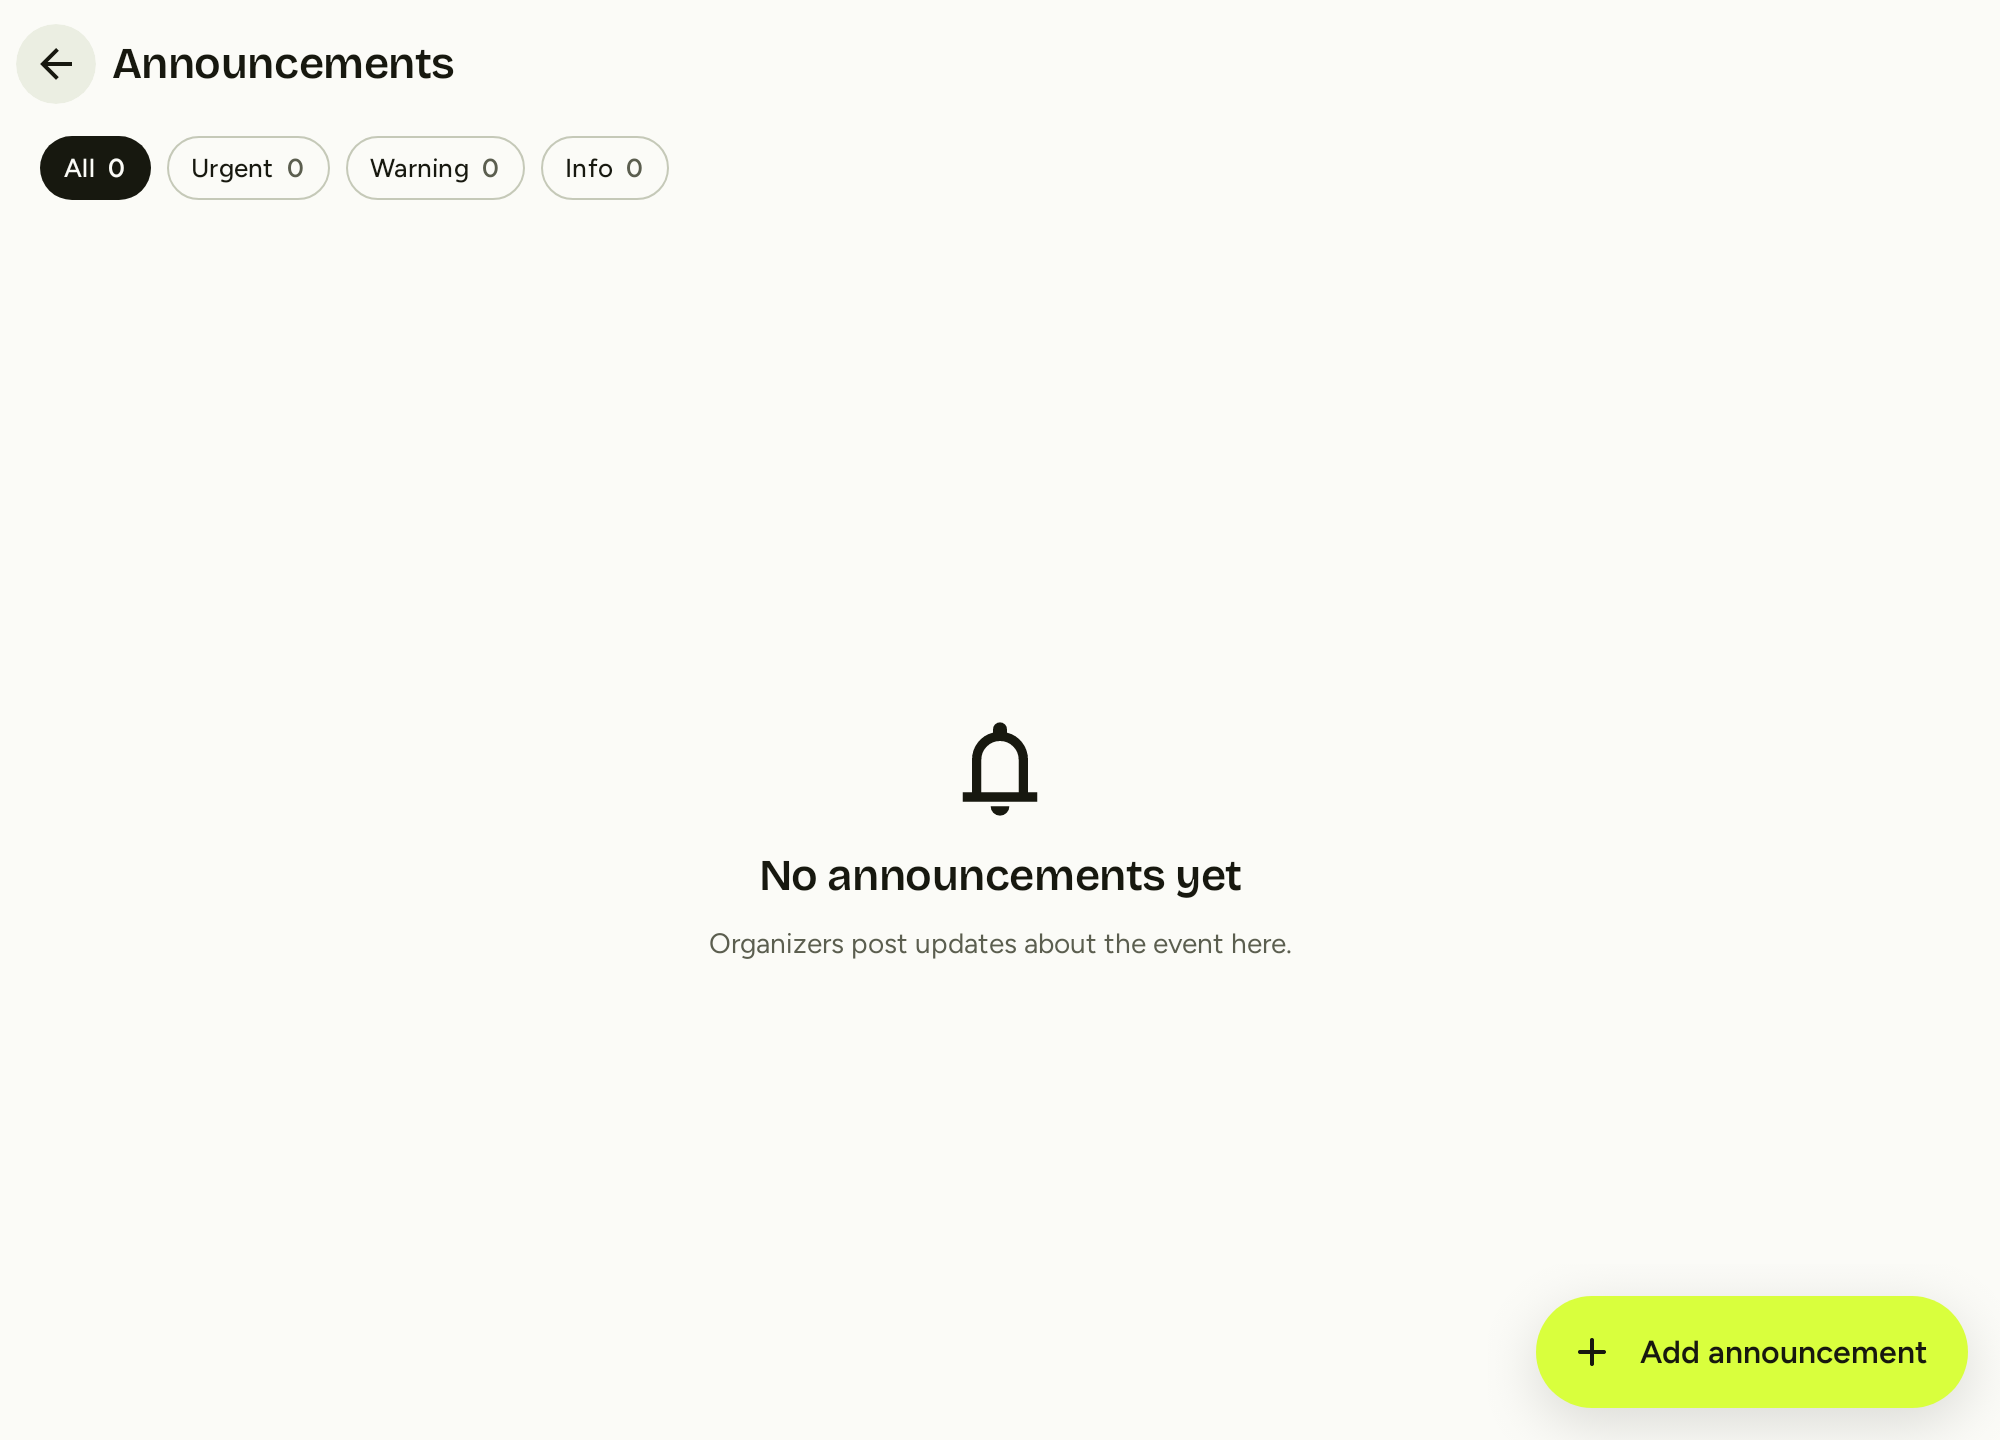 Announcements
All 0 Urgent 0 Warning 0 Info 0
No announcements yet
Organizers post updates about the event here.
Add announcement